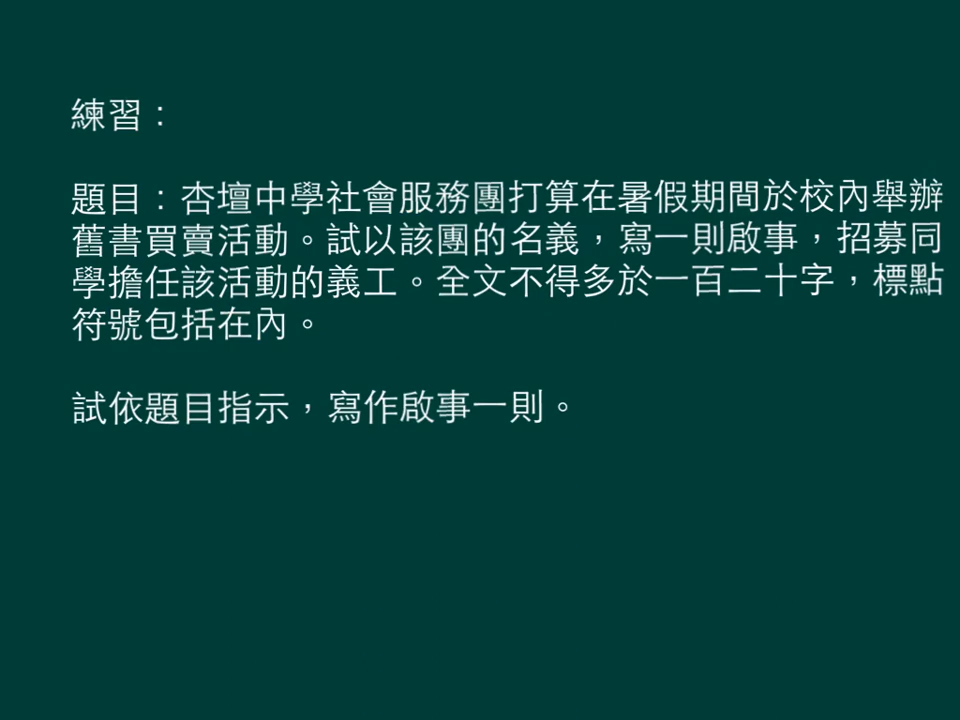 練習：
題目：杏壇中學社會服務團打算在暑假期間於校內舉辦
舊書買賣活動。試以該團的名義，寫一則啟事，招募同
學擔任該活動的義工。全文不得多於一百二十字，標點
符號包括在內。
試依題目指示，寫作啟事一則。